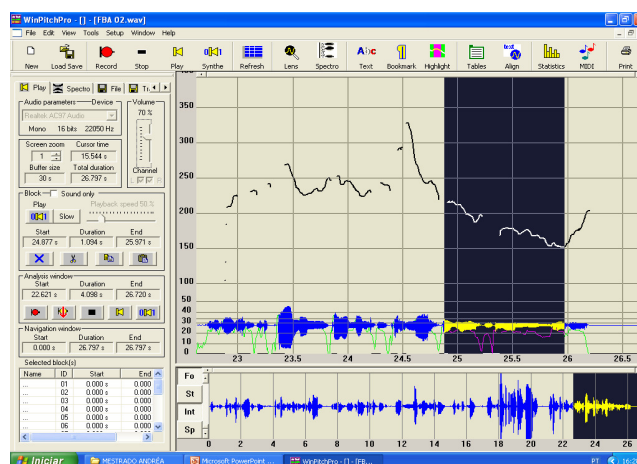 WinPitchPro - [] - [FBA 02.wav]
File Edit View Tools Setup Window Help
New Load Save Record Stop Play Synthe Refresh Lens Spectro Text Bookmark Highlight Tables Align Statistics MIDI Print
Play Spectro File
Audio parameters Device Volume
Realtek AC97 Audio 70 %
Mono 16 bits 22050 Hz
Screen zoom Cursor time
1 15.544 s
Buffer size Total duration Channel
30 s 26.797 s L R
Block Sound only
Play Playback speed 50 %
Slow
Start Duration End
24.877 s 1.094 s 25.971 s
Analysis window
Start Duration End
22.621 s 4.098 s 26.720 s
Navigation window
Start Duration End
0.000 s 26.797 s 26.797 s
Selected block(s)
Name ID Start End
... 01 0.000 s 0.000
... 02 0.000 s 0.000
... 03 0.000 s 0.000
... 04 0.000 s 0.000
... 05 0.000 s 0.000
... 06 0.000 s 0.000
400
350
300
250
200
150
100
50
40
30
20
10
0
23 23.5 24 24.5 25 25.5 26 26.5
Fo
St
Int
Sp
0 2 4 6 8 10 12 14 16 18 20 22 24 26
Iniciar MESTRADO ANDRÉA Microsoft PowerPoint ... WinPitchPro - [] - [FB... PT